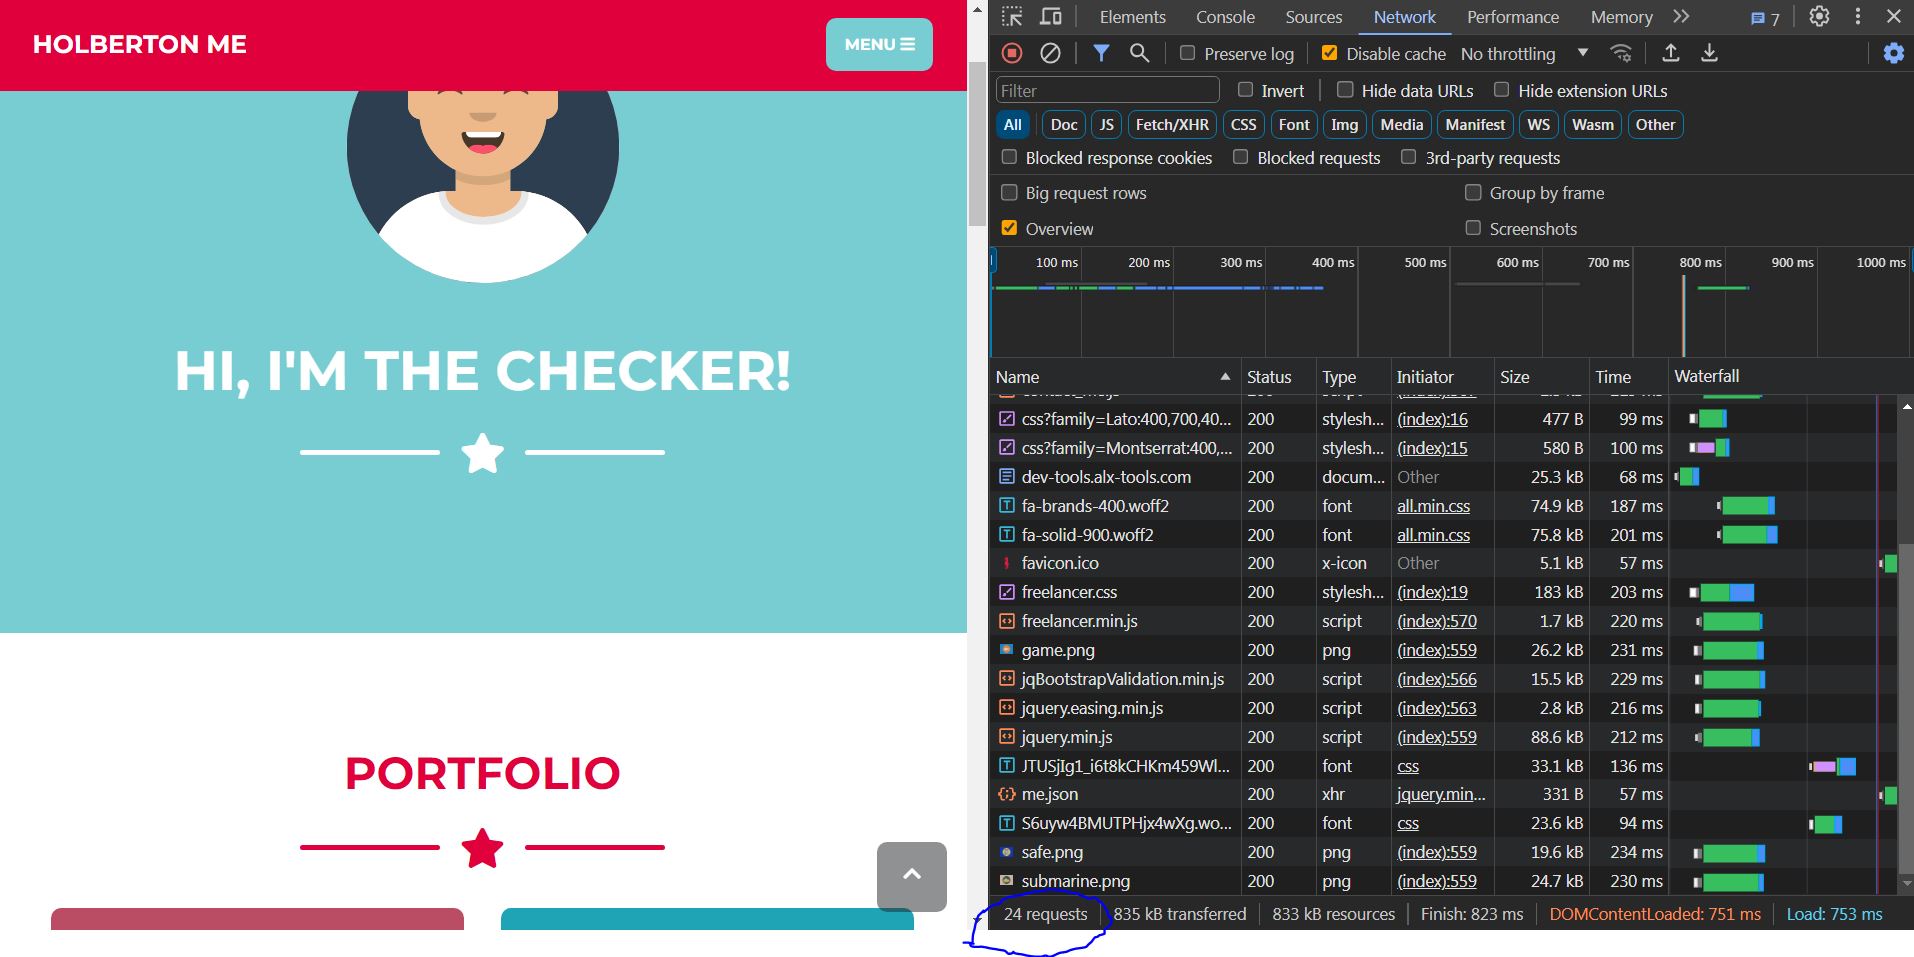 HOLBERTON ME
MENU
HI, I'M THE CHECKER!
PORTFOLIO
Elements Console Sources Network Performance Memory 7
Preserve log Disable cache No throttling
Filter Invert Hide data URLs Hide extension URLs
All Doc JS Fetch/XHR CSS Font Img Media Manifest WS Wasm Other
Blocked response cookies Blocked requests 3rd-party requests
Big request rows Group by frame
Overview Screenshots
100 ms 200 ms 300 ms 400 ms 500 ms 600 ms 700 ms 800 ms 900 ms 1000 ms
Name Status Type Initiator Size Time Waterfall
css?family=Lato:400,700,40... 200 stylesh... (index):16 477 B 99 ms
css?family=Montserrat:400,... 200 stylesh... (index):15 580 B 100 ms
dev-tools.alx-tools.com 200 docum... Other 25.3 kB 68 ms
fa-brands-400.woff2 200 font all.min.css 74.9 kB 187 ms
fa-solid-900.woff2 200 font all.min.css 75.8 kB 201 ms
favicon.ico 200 x-icon Other 5.1 kB 57 ms
freelancer.css 200 stylesh... (index):19 183 kB 203 ms
freelancer.min.js 200 script (index):570 1.7 kB 220 ms
game.png 200 png (index):559 26.2 kB 231 ms
jqBootstrapValidation.min.js 200 script (index):566 15.5 kB 229 ms
jquery.easing.min.js 200 script (index):563 2.8 kB 216 ms
jquery.min.js 200 script (index):559 88.6 kB 212 ms
JTUSjIg1_i6t8kCHKm459Wl... 200 font css 33.1 kB 136 ms
me.json 200 xhr jquery.min... 331 B 57 ms
S6uyw4BMUTPHjx4wXg.wo... 200 font css 23.6 kB 94 ms
safe.png 200 png (index):559 19.6 kB 234 ms
submarine.png 200 png (index):559 24.7 kB 230 ms
24 requests 835 kB transferred 833 kB resources Finish: 823 ms DOMContentLoaded: 751 ms Load: 753 ms